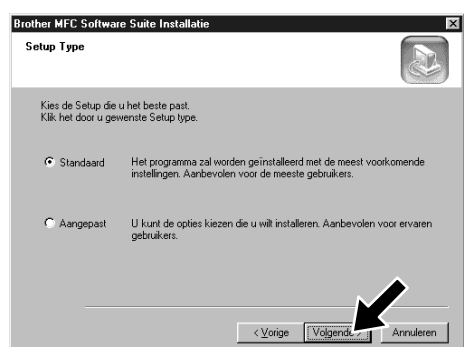 Brother MFC Software Suite Installatie
Setup Type
Kies de Setup die u het beste past.
Klik het door u gewenste Setup type.
Standaard Het programma zal worden geïnstalleerd met de meest voorkomende
instellingen. Aanbevolen voor de meeste gebruikers.
Aangepast U kunt de opties kiezen die u wilt installeren. Aanbevolen voor ervaren
gebruikers.
< Vorige Volgende > Annuleren